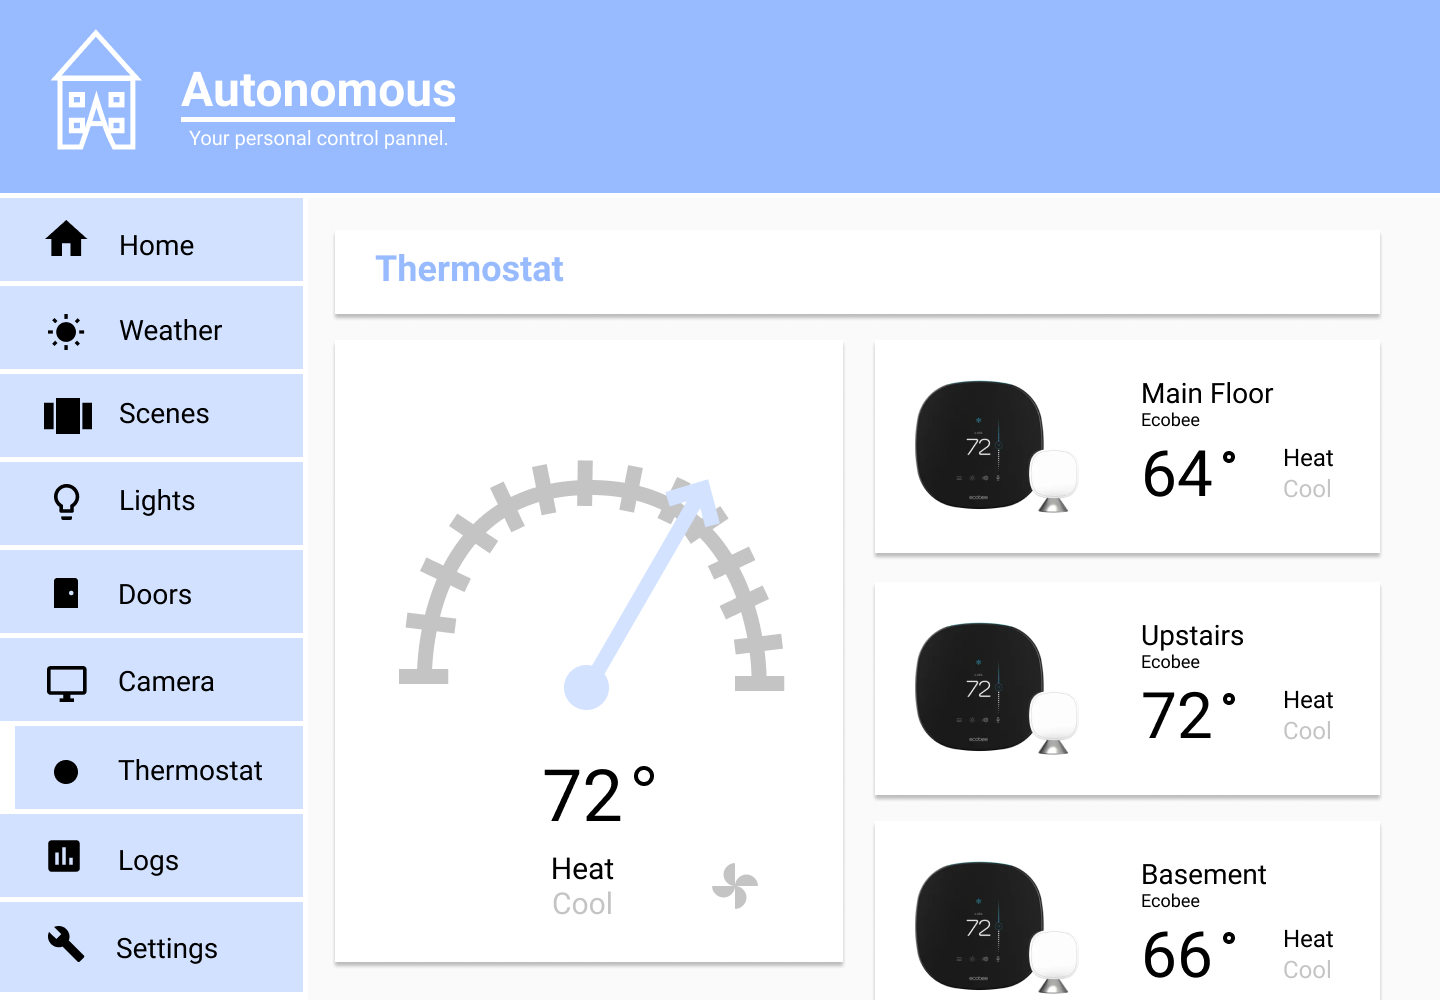 Autonomous
Your personal control pannel.
Home
Weather
Scenes
Lights
Doors
Camera
Thermostat
Logs
Settings
Thermostat
72°
Heat
Cool
Main Floor
Ecobee
64°
Heat
Cool
72
ecobee
Upstairs
Ecobee
72°
Heat
Cool
72
ecobee
Basement
Ecobee
66°
Heat
Cool
72
ecobee